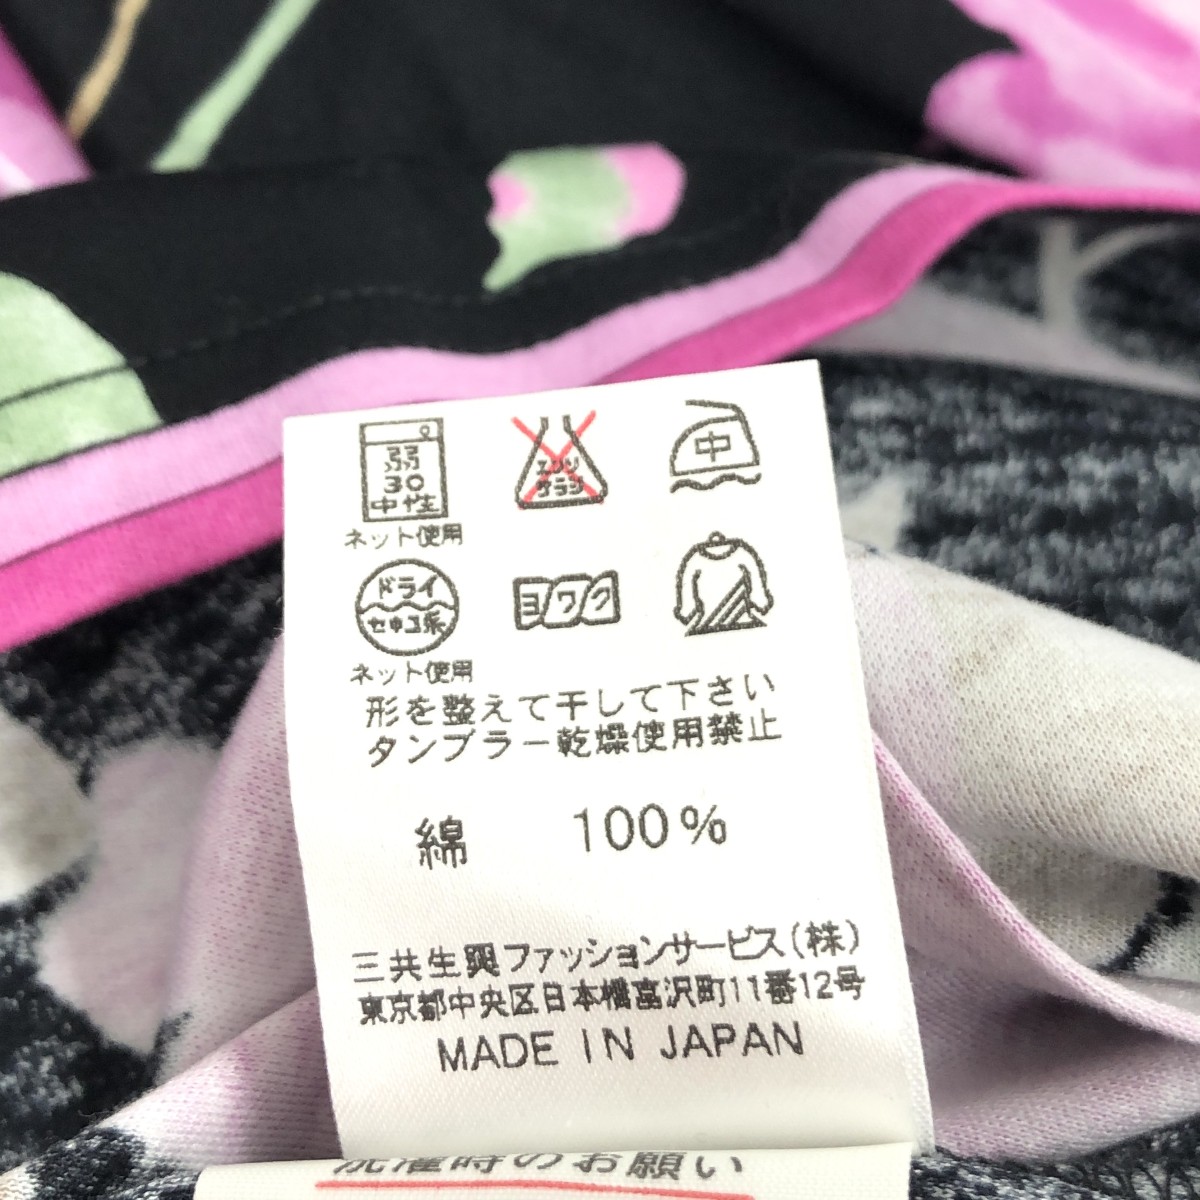 弱
30
中性
ネット使用
エンソ
サラシ
中
ドライ
セキユ系
ネット使用
ヨワク
形を整えて干して下さい
タンブラー乾燥使用禁止
綿 100%
三共生興ファッションサービス(株)
東京都中央区日本橋富沢町11番12号
MADE IN JAPAN
洗濯時のお願い